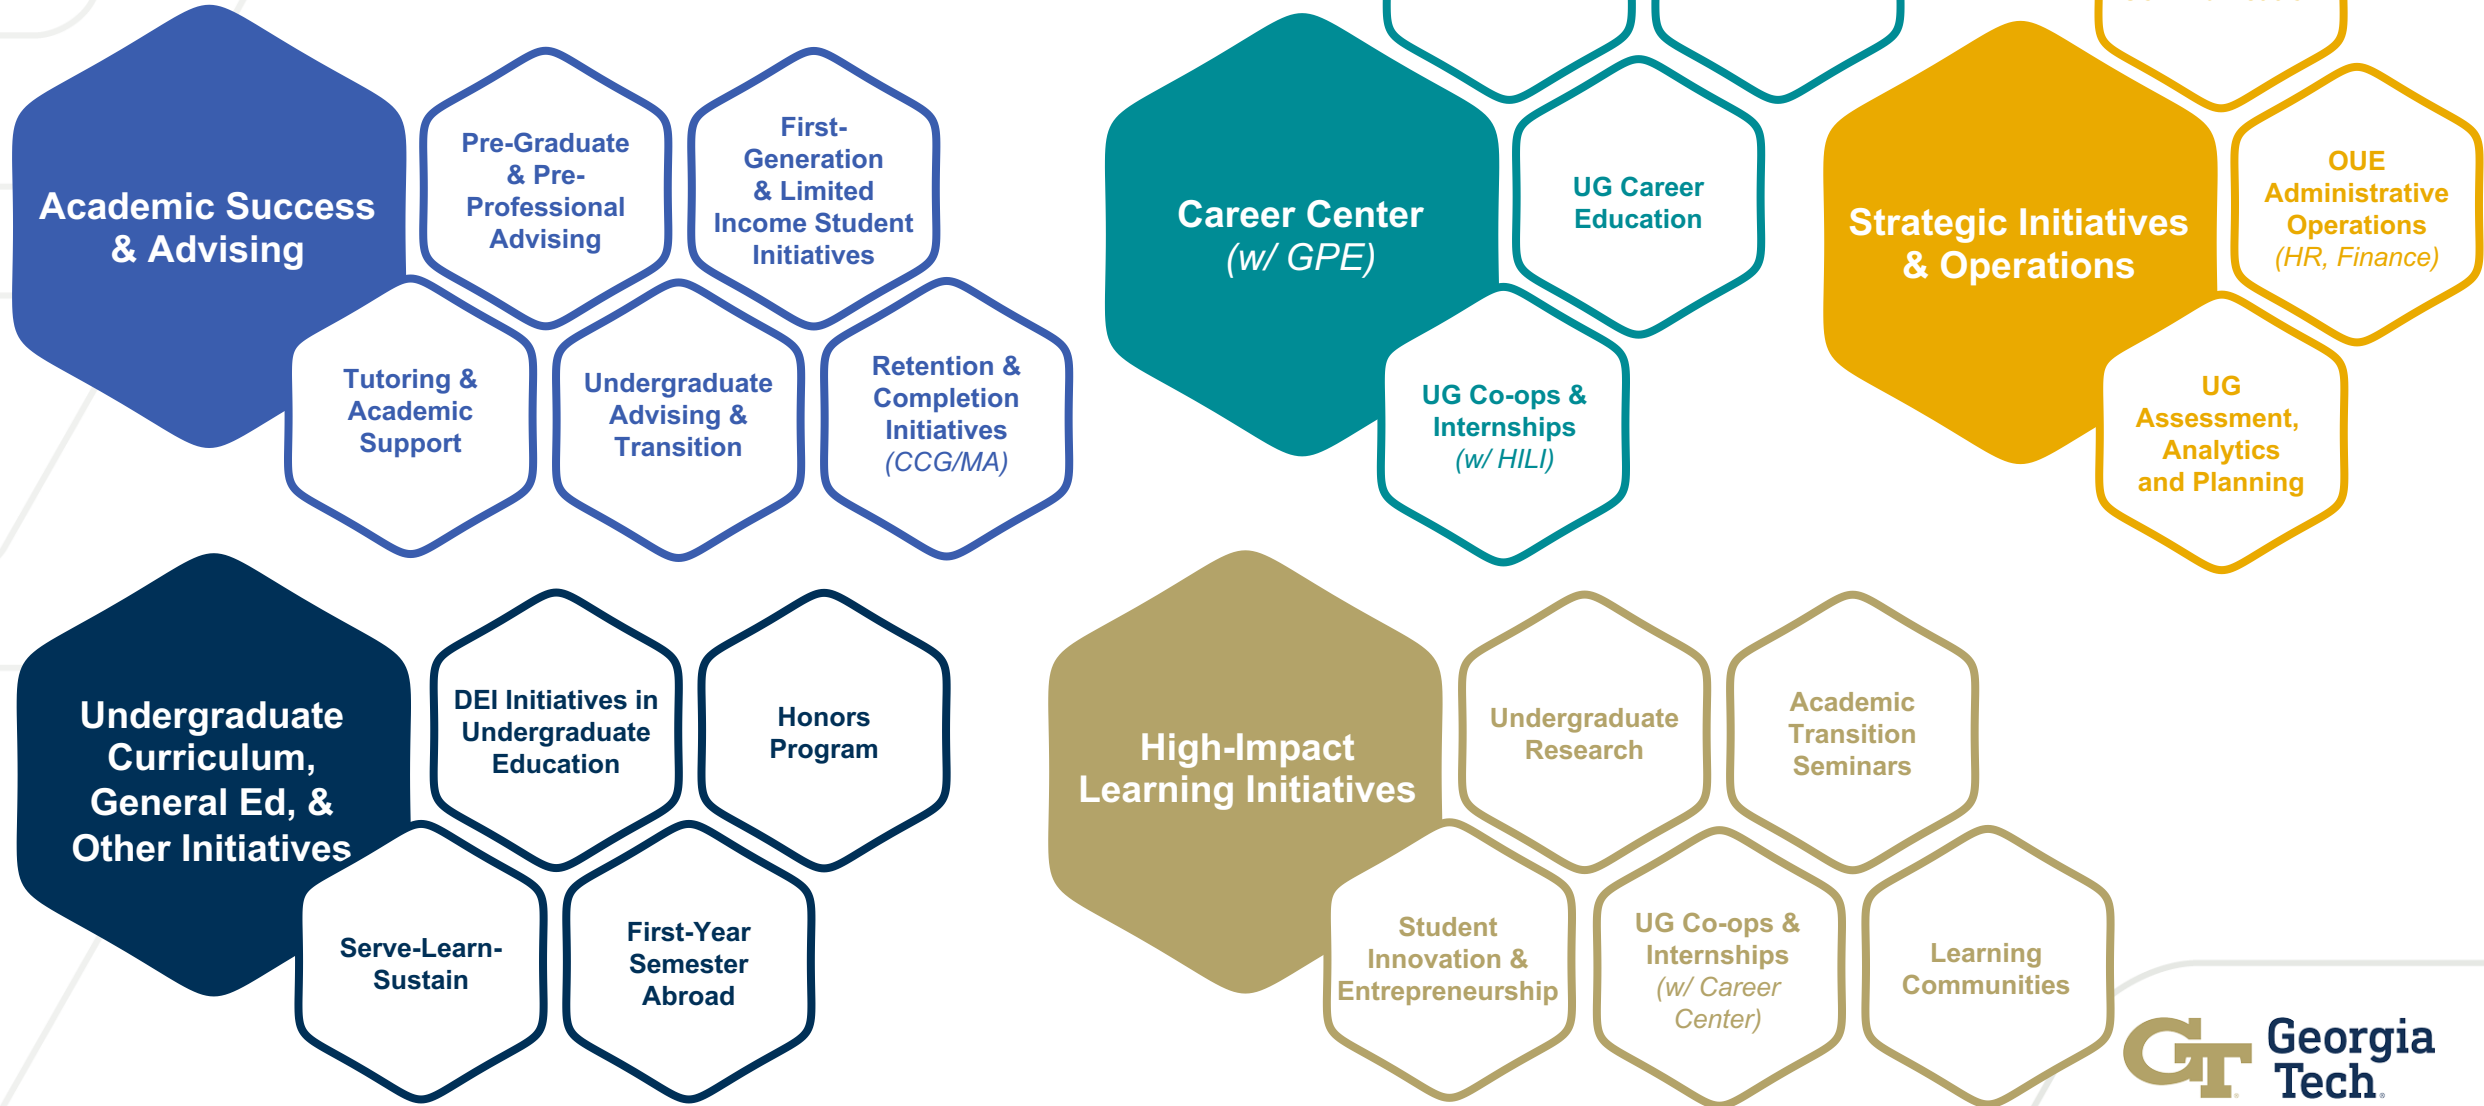 Academic Success
& Advising
Pre-Graduate
& Pre-
Professional
Advising
First-
Generation
& Limited
Income Student
Initiatives
Tutoring &
Academic
Support
Undergraduate
Advising &
Transition
Retention &
Completion
Initiatives
(CCG/MA)
Career Center
(w/ GPE)
UG Career
Education
UG Co-ops &
Internships
(w/ HILI)
Strategic Initiatives
& Operations
OUE
Administrative
Operations
(HR, Finance)
UG
Assessment,
Analytics
and Planning
Undergraduate
Curriculum,
General Ed, &
Other Initiatives
DEI Initiatives in
Undergraduate
Education
Honors
Program
Serve-Learn-
Sustain
First-Year
Semester
Abroad
High-Impact
Learning Initiatives
Undergraduate
Research
Academic
Transition
Seminars
Student
Innovation &
Entrepreneurship
UG Co-ops &
Internships
(w/ Career
Center)
Learning
Communities
GT
Georgia
Tech